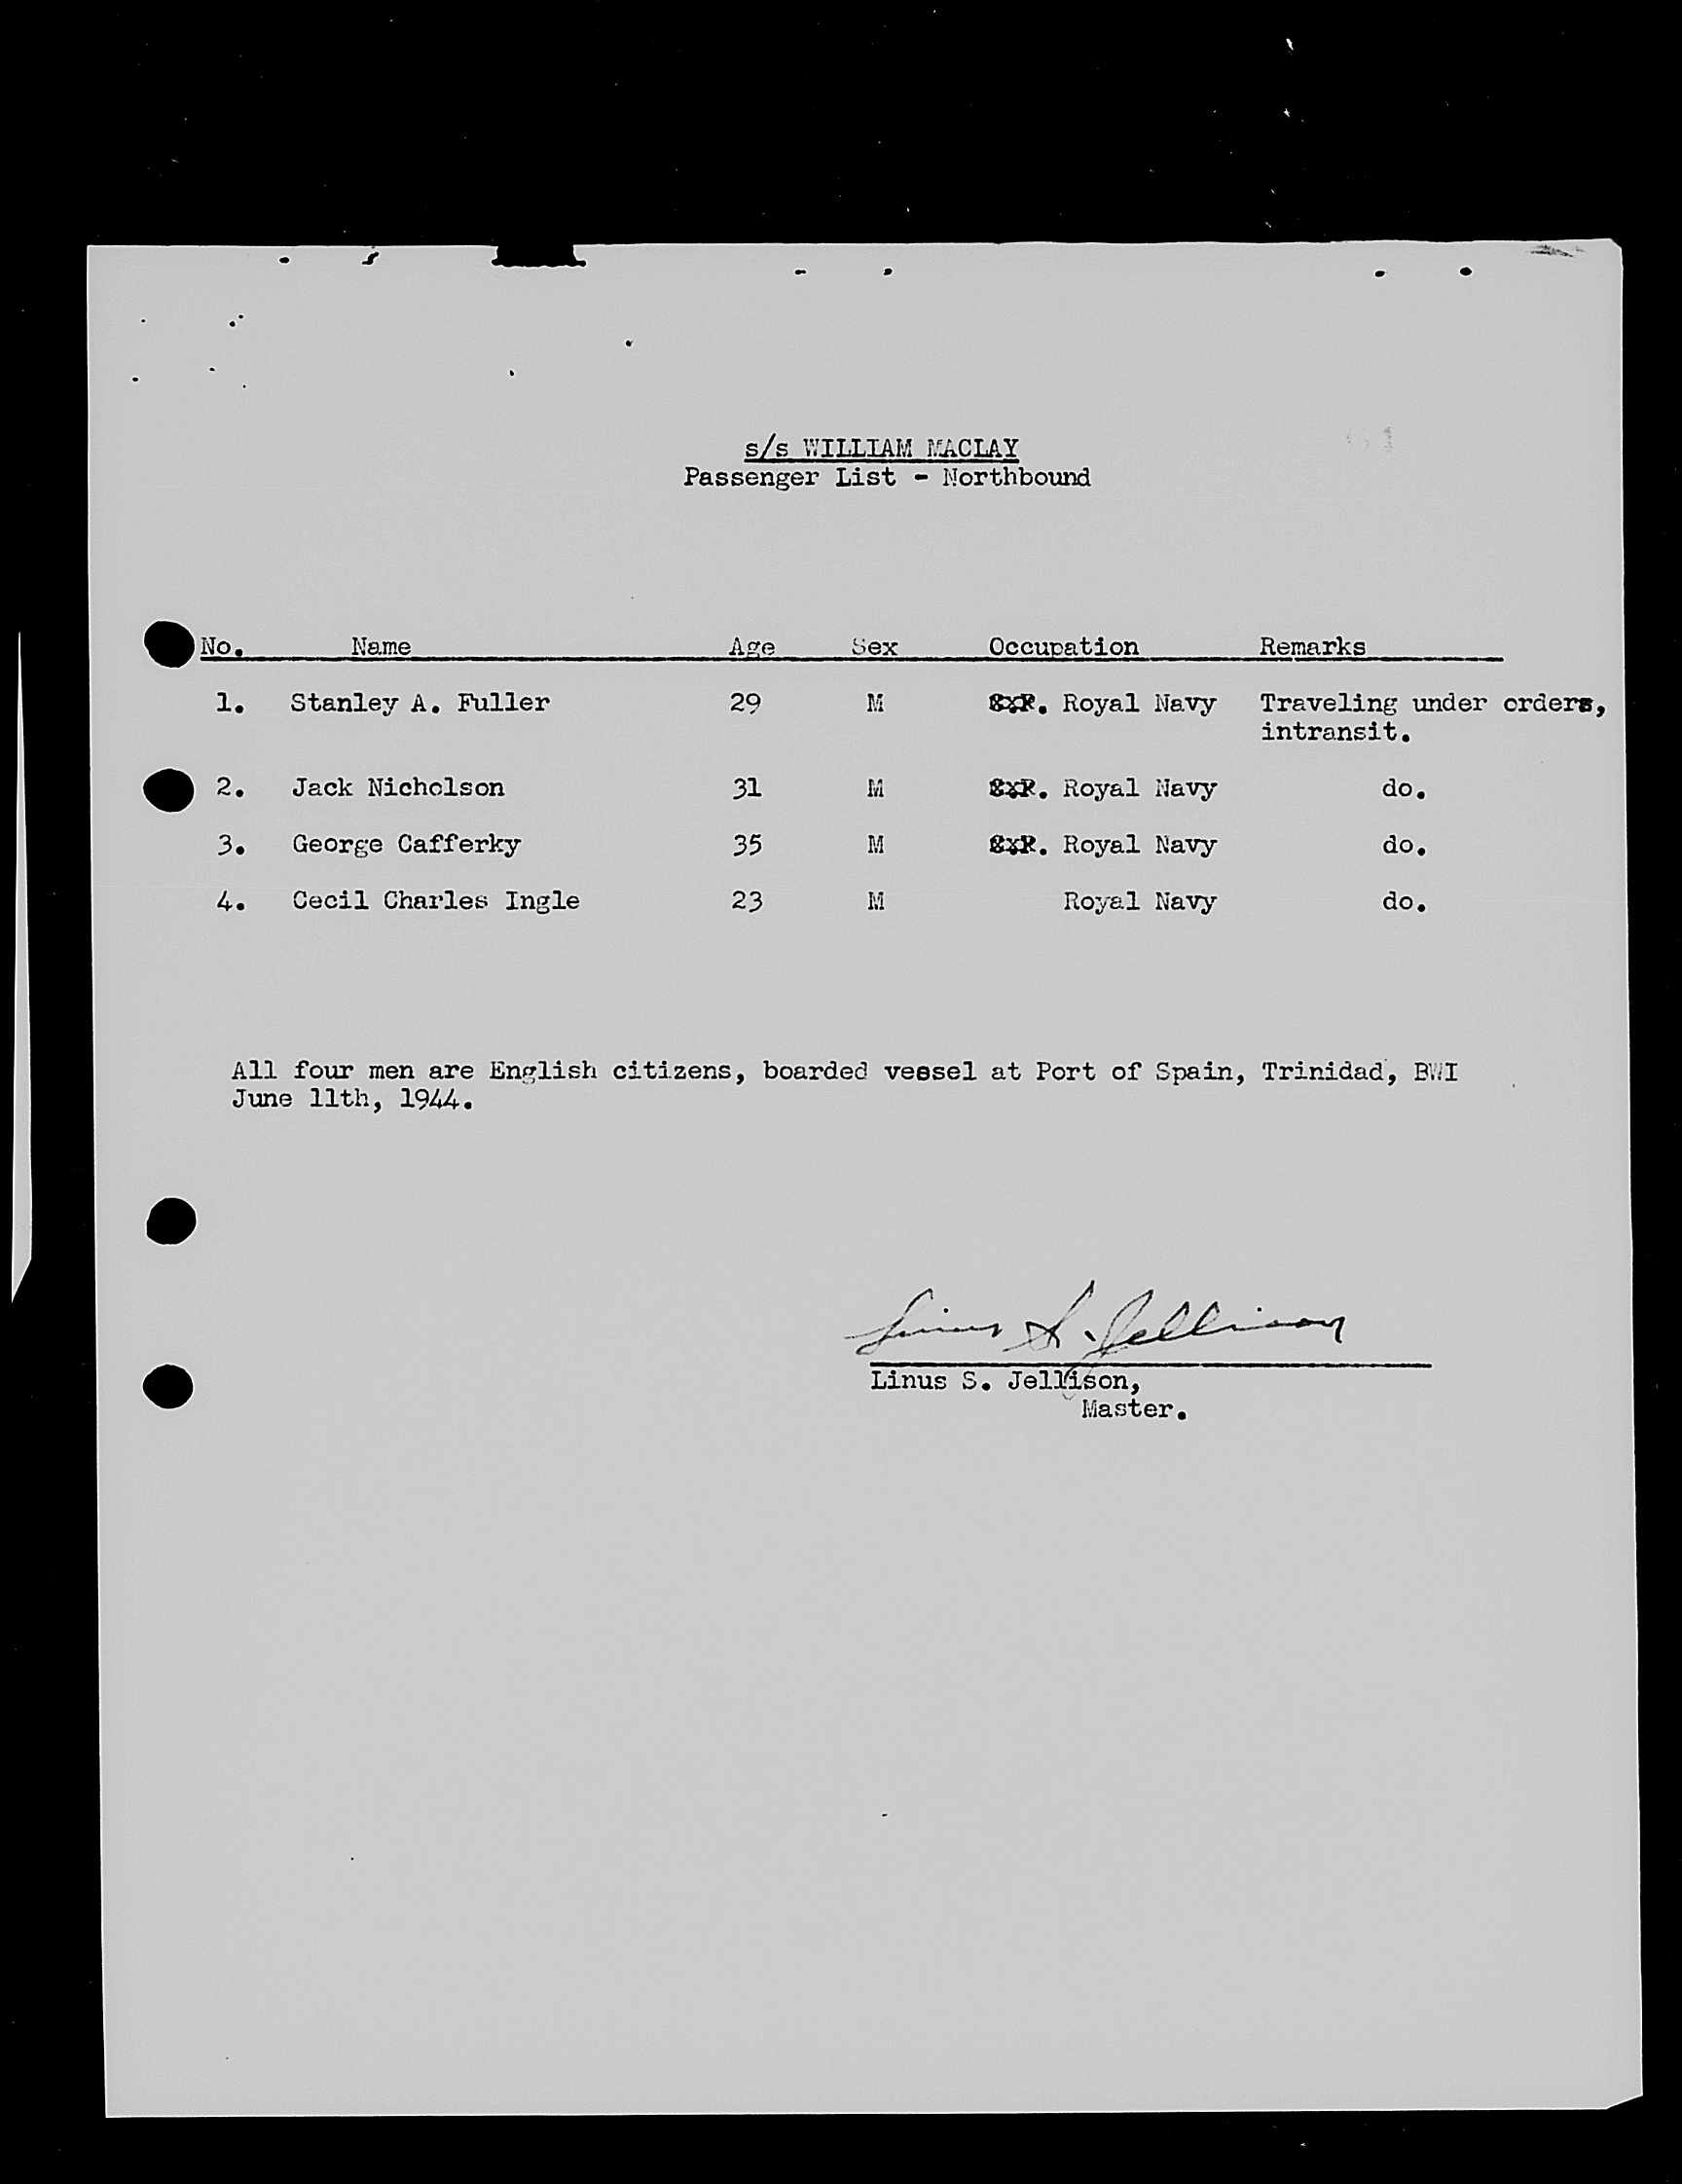 s/s WILLIAM MACLAY
Passenger List - Northbound
No. Name Age Sex Occupation Remarks
1. Stanley A. Fuller 29 M Royal Navy Traveling under orders,
intransit.
2. Jack Nicholson 31 M Royal Navy do.
3. George Cafferky 35 M Royal Navy do.
4. Cecil Charles Ingle 23 M Royal Navy do.
All four men are English citizens, boarded vessel at Port of Spain, Trinidad, BWI
June 11th, 1944.
Linus S. Jellison
Linus S. Jellison,
Master.